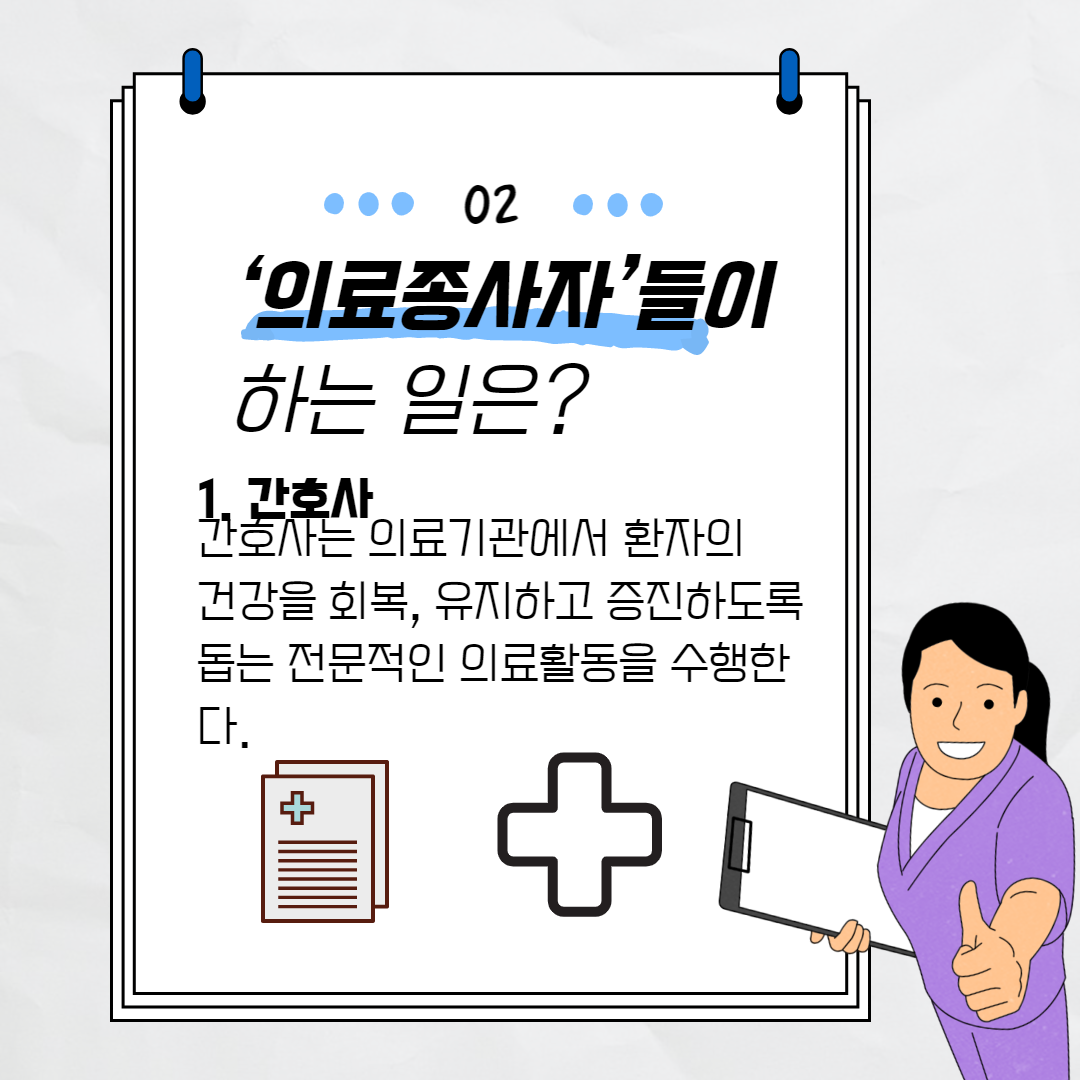 02
‘의료종사자’들이
하는 일은?
1. 간호사
간호사는 의료기관에서 환자의
건강을 회복, 유지하고 증진하도록
돕는 전문적인 의료활동을 수행한
다.